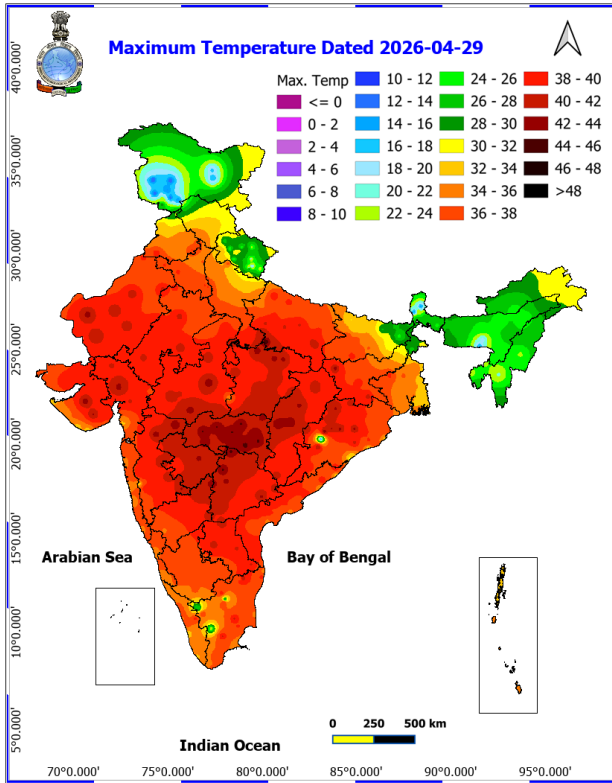 Maximum Temperature Dated 2026-04-29
Max. Temp
<= 0
0 - 2
2 - 4
4 - 6
6 - 8
8 - 10
10 - 12
12 - 14
14 - 16
16 - 18
18 - 20
20 - 22
22 - 24
24 - 26
26 - 28
28 - 30
30 - 32
32 - 34
34 - 36
36 - 38
38 - 40
40 - 42
42 - 44
44 - 46
46 - 48
>48
40°0.000'
35°0.000'
30°0.000'
25°0.000'
20°0.000'
15°0.000'
10°0.000'
5°0.000'
Arabian Sea
Bay of Bengal
Indian Ocean
0 250 500 km
70°0.000' 75°0.000' 80°0.000' 85°0.000' 90°0.000' 95°0.000'